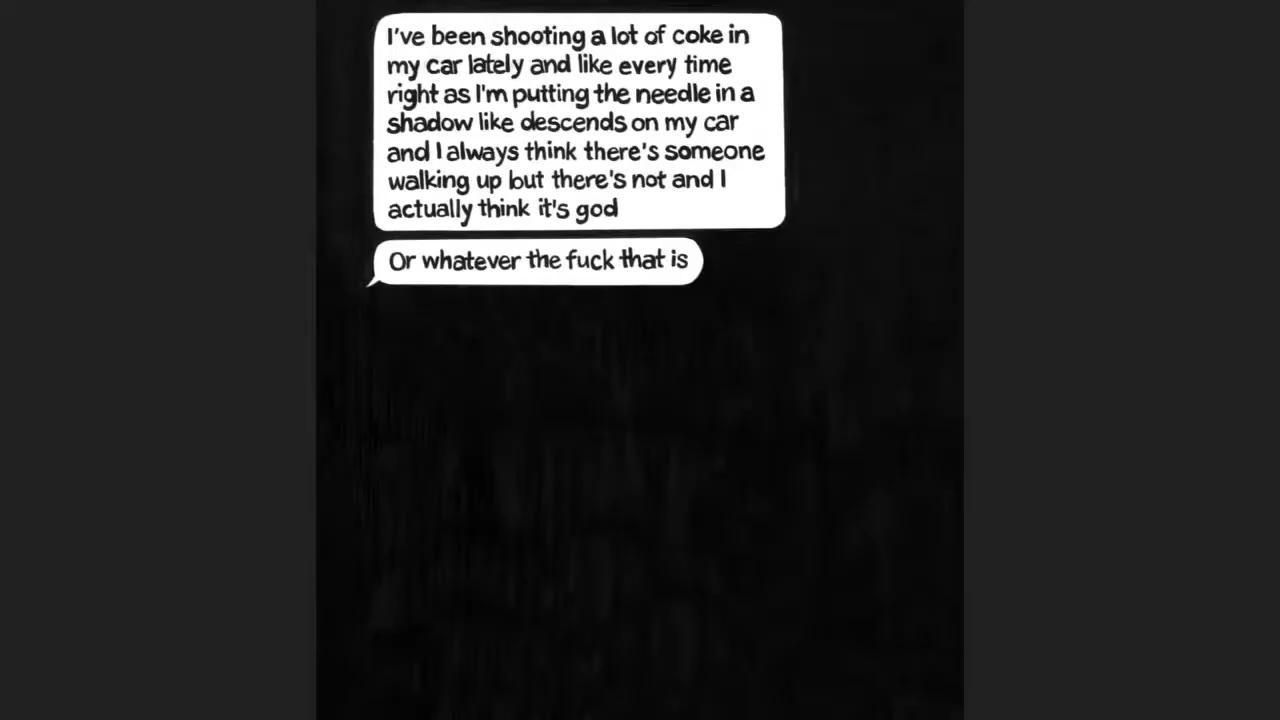 I've been shooting a lot of coke in
my car lately and like every time
right as I'm putting the needle in a
shadow like descends on my car
and I always think there's someone
walking up but there's not and I
actually think it's god
Or whatever the fuck that is